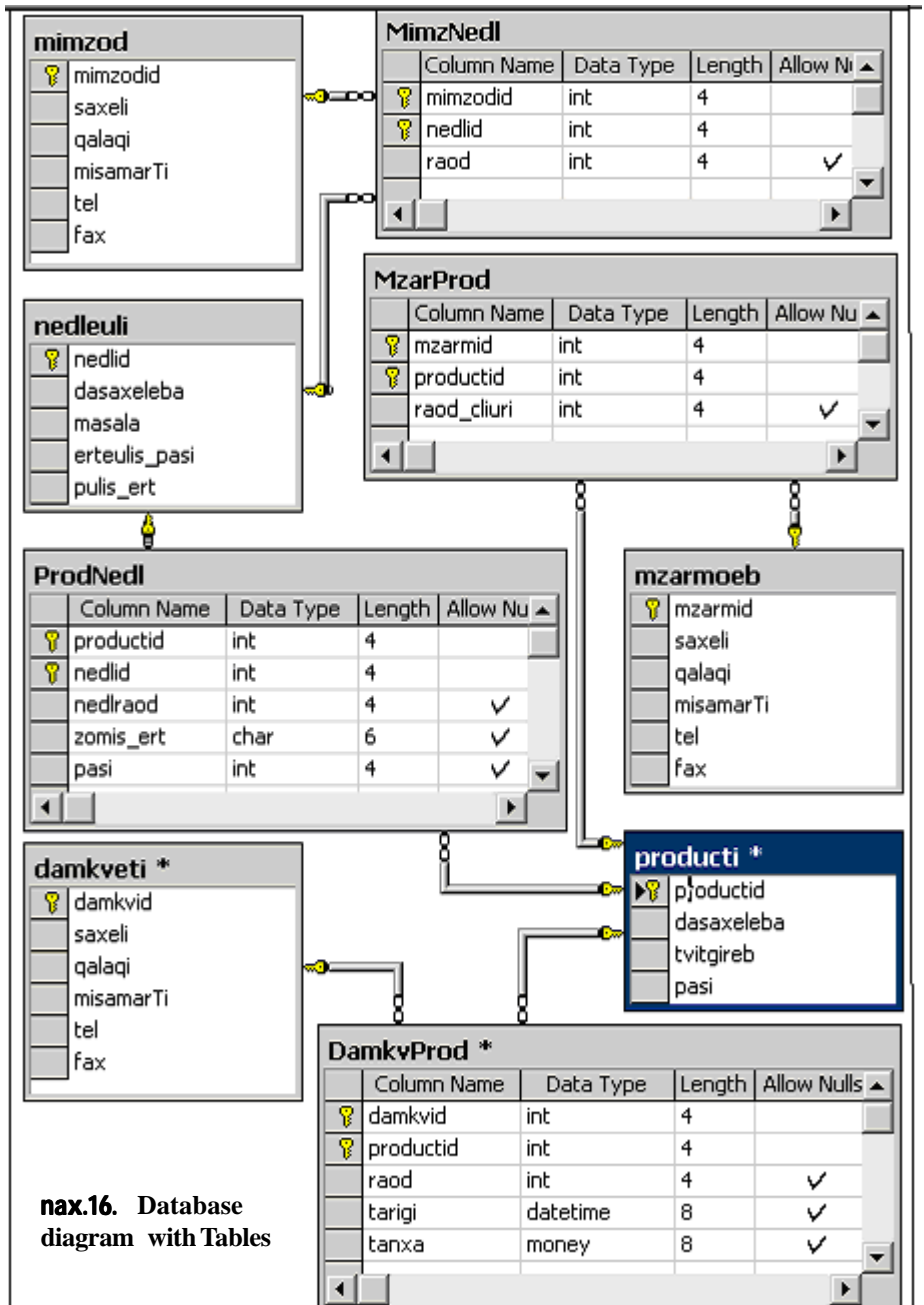 mimzod
mimzodid
saxeli
qalaqi
misamarTi
tel
fax
MimzNedl
Column Name Data Type Length Allow Nu
mimzodid int 4
nedlid int 4
raod int 4
MzarProd
Column Name Data Type Length Allow Nu
mzarmid int 4
productid int 4
raod_cliuri int 4
nedleuli
nedlid
dasaxeleba
masala
erteulis_pasi
pulis_ert
ProdNedl
Column Name Data Type Length Allow Nu
productid int 4
nedlid int 4
nedlraod int 4
zomis_ert char 6
pasi int 4
mzarmoeb
mzarmid
saxeli
qalaqi
misamarTi
tel
fax
damkveti *
damkvid
saxeli
qalaqi
misamarTi
tel
fax
producti *
productid
dasaxeleba
tvitgireb
pasi
DamkvProd *
Column Name Data Type Length Allow Nulls
damkvid int 4
productid int 4
raod int 4
tarigi datetime 8
tanxa money 8
nax.16. Database
diagram with Tables